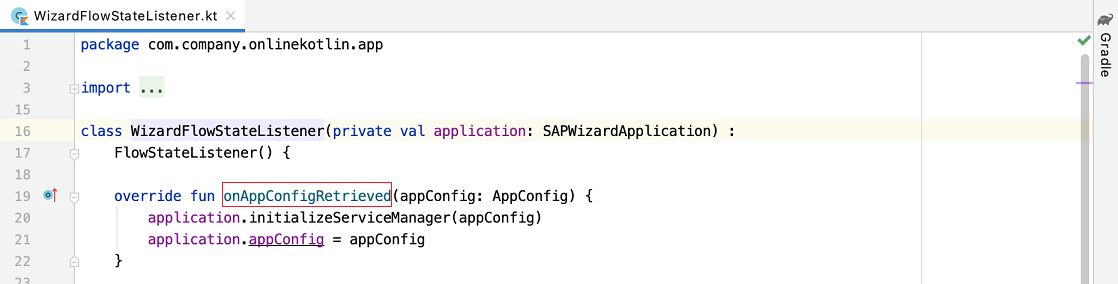 WizardFlowStateListener.kt
1 package com.company.onlinekotlin.app
2
3 import ...
15
16 class WizardFlowStateListener(private val application: SAPWizardApplication) :
17 FlowStateListener() {
18
19 override fun onAppConfigRetrieved(appConfig: AppConfig) {
20 application.initializeServiceManager(appConfig)
21 application.appConfig = appConfig
22 }
23
Gradle